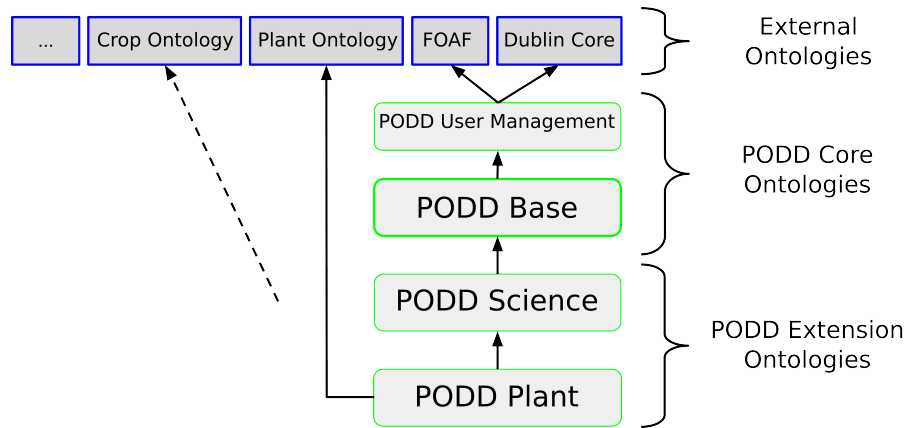 ...
Crop Ontology
Plant Ontology
FOAF
Dublin Core
External
Ontologies
PODD User Management
PODD Base
PODD Core
Ontologies
PODD Science
PODD Plant
PODD Extension
Ontologies